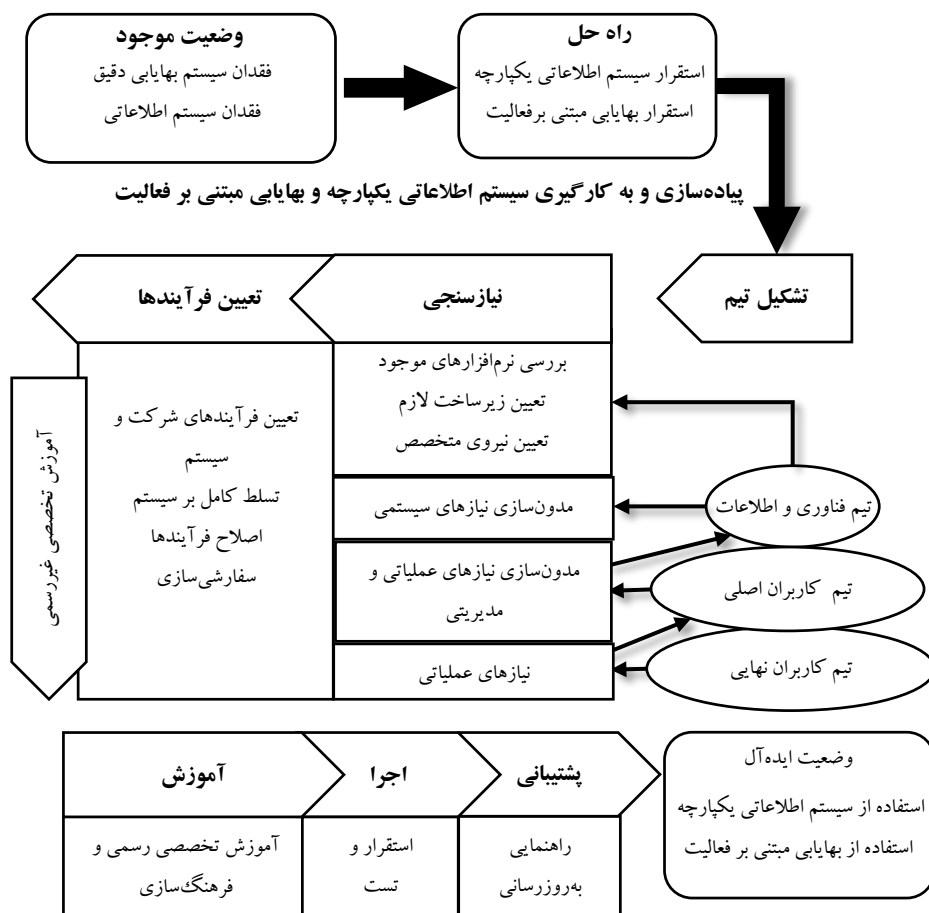 وضعیت موجود
فقدان سیستم بهایابی دقیق
فقدان سیستم اطلاعاتی
راه حل
استقرار سیستم اطلاعاتی یکپارچه
استقرار بهایابی مبتنی برفعالیت
پیاده‌سازی و به کارگیری سیستم اطلاعاتی یکپارچه و بهایابی مبتنی بر فعالیت
تشکیل تیم
نیازسنجی
تعیین فرآیندها
بررسی نرم‌افزارهای موجود
تعیین زیرساخت لازم
تعیین نیروی متخصص
مدون‌سازی نیازهای سیستمی
مدون‌سازی نیازهای عملیاتی و
مدیریتی
نیازهای عملیاتی
تعیین فرآیندهای شرکت و
سیستم
تسلط کامل بر سیستم
اصلاح فرآیندها
سفارشی‌سازی
تیم فناوری و اطلاعات
تیم کاربران اصلی
تیم کاربران نهایی
آموزش تخصصی غیررسمی
آموزش
اجرا
پشتیبانی
آموزش تخصصی رسمی و
فرهنگ‌سازی
استقرار و
تست
راهنمایی
به‌روزرسانی
وضعیت ایده‌آل
استفاده از سیستم اطلاعاتی یکپارچه
استفاده از بهایابی مبتنی بر فعالیت